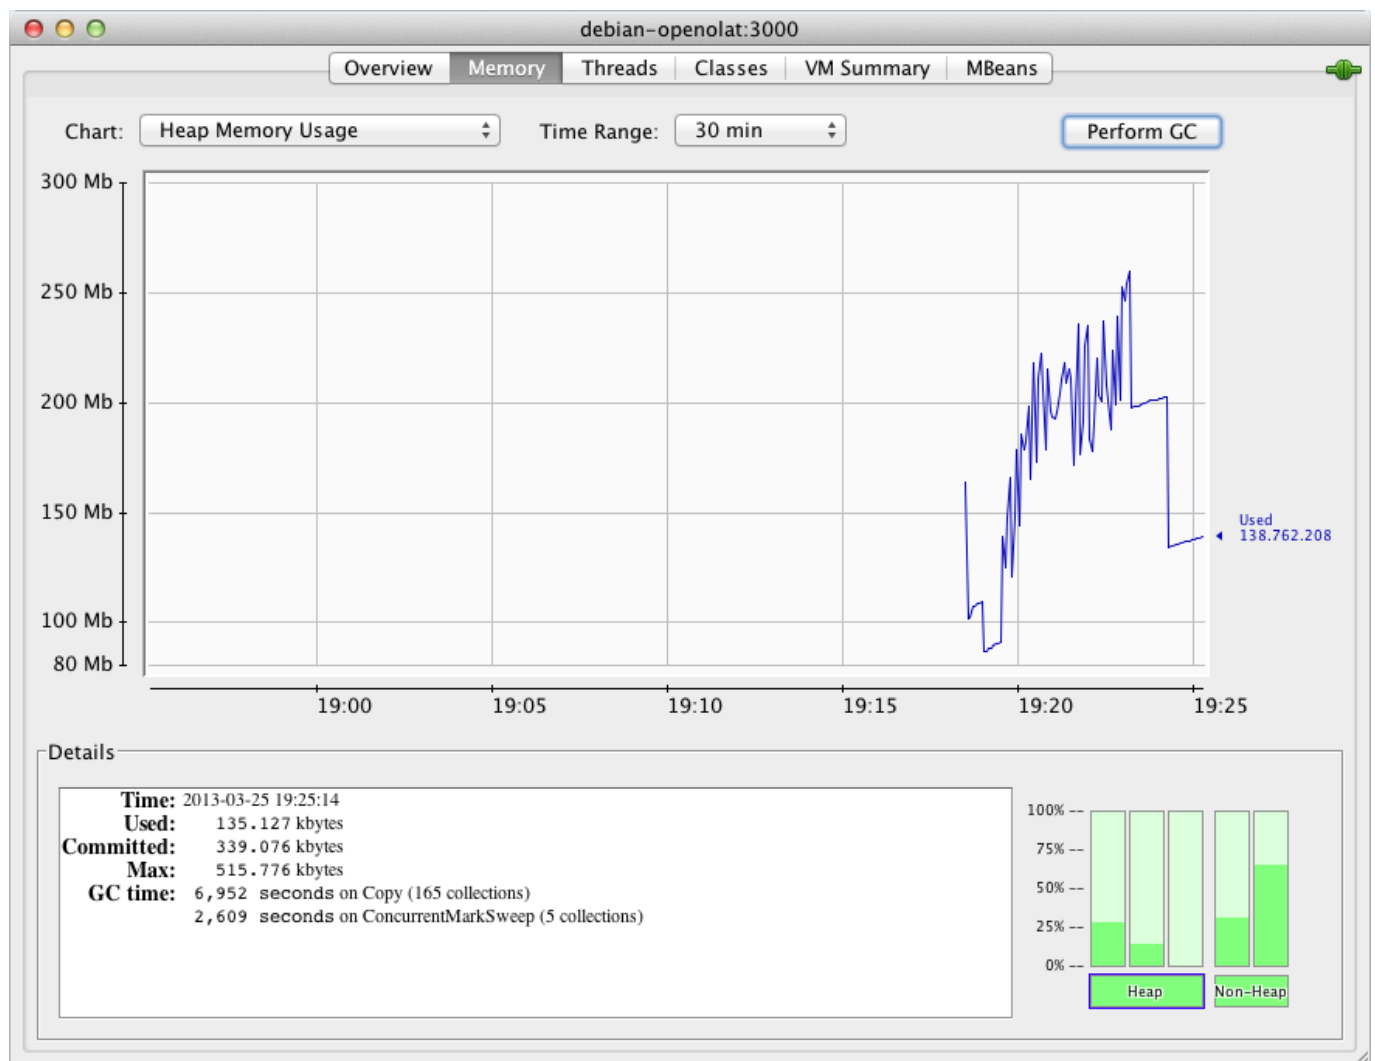 debian-openolat:3000
Overview Memory Threads Classes VM Summary MBeans
Chart: Heap Memory Usage Time Range: 30 min Perform GC
300 Mb
250 Mb
200 Mb
150 Mb
Used
138.762.208
100 Mb
80 Mb
19:00 19:05 19:10 19:15 19:20 19:25
Details
Time: 2013-03-25 19:25:14
Used: 135.127 kbytes
Committed: 339.076 kbytes
Max: 515.776 kbytes
GC time: 6,952 seconds on Copy (165 collections)
2,609 seconds on ConcurrentMarkSweep (5 collections)
100% --
75% --
50% --
25% --
0% --
Heap Non-Heap